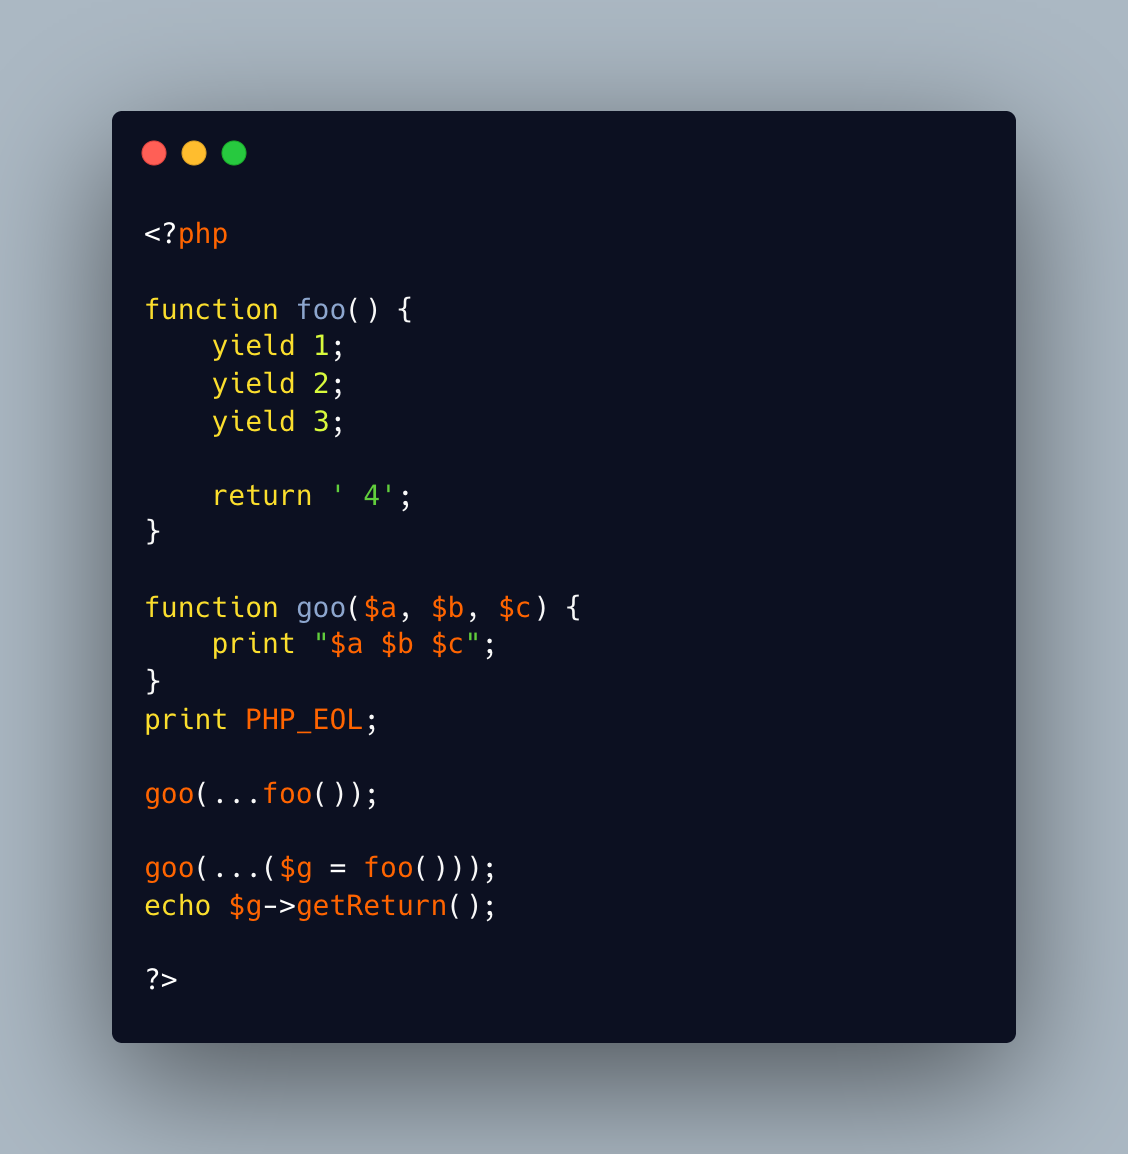 <?php
function foo() {
    yield 1;
    yield 2;
    yield 3;
    return ' 4';
}
function goo($a, $b, $c) {
    print "$a $b $c";
}
print PHP_EOL;
goo(...foo());
goo(...($g = foo()));
echo $g->getReturn();
?>